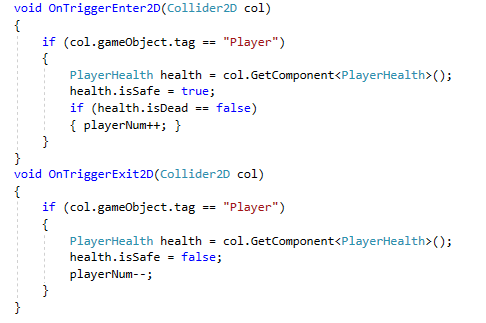 void OnTriggerEnter2D(Collider2D col)
{
if (col.gameObject.tag == "Player")
{
PlayerHealth health = col.GetComponent<PlayerHealth>();
health.isSafe = true;
if (health.isDead == false)
{ playerNum++; }
}
}
void OnTriggerExit2D(Collider2D col)
{
if (col.gameObject.tag == "Player")
{
PlayerHealth health = col.GetComponent<PlayerHealth>();
health.isSafe = false;
playerNum--;
}
}